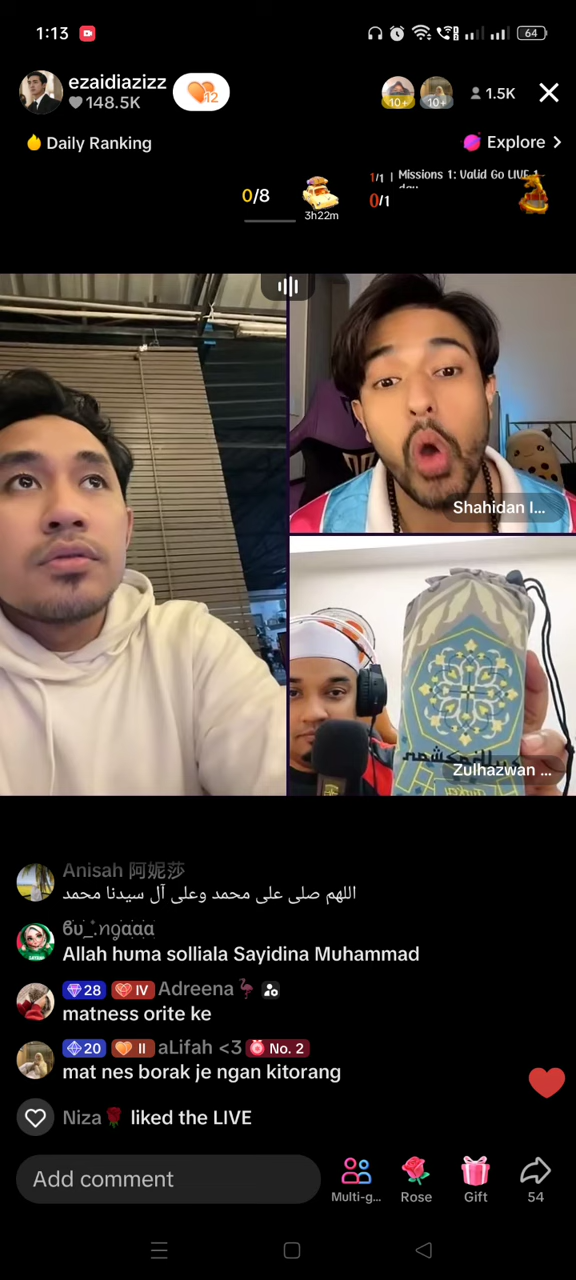 1:13
64
ezaidiazizz
148.5K
12
10+
10+
1.5K
Daily Ranking
Explore
0/8
3h22m
1/1 | Missions 1: Valid Go LIVE 1
0/1
Shahidan I...
Zulhazwan ...
Anisah 阿妮莎
اللهم صلى على محمد وعلى آل سيدنا محمد
Allah huma solliala Sayidina Muhammad
28 IV Adreena
matness orite ke
20 II aLifah <3 No. 2
mat nes borak je ngan kitorang
Niza liked the LIVE
Add comment
Multi-g...
Rose
Gift
54